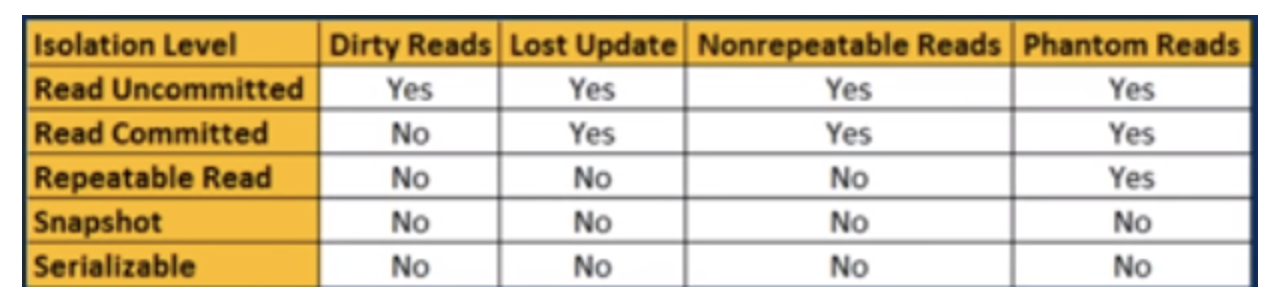 Isolation Level Dirty Reads Lost Update Nonrepeatable Reads Phantom Reads
Read Uncommitted Yes Yes Yes Yes
Read Committed No Yes Yes Yes
Repeatable Read No No No Yes
Snapshot No No No No
Serializable No No No No